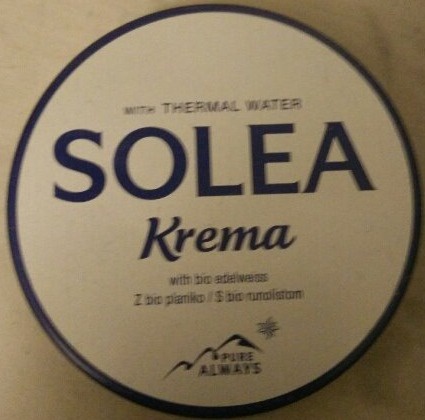 WITH THERMAL WATER
SOLEA
Krema
with bio edelweiss
Z bio planiko / S bio runolistom
PURE
ALWAYS